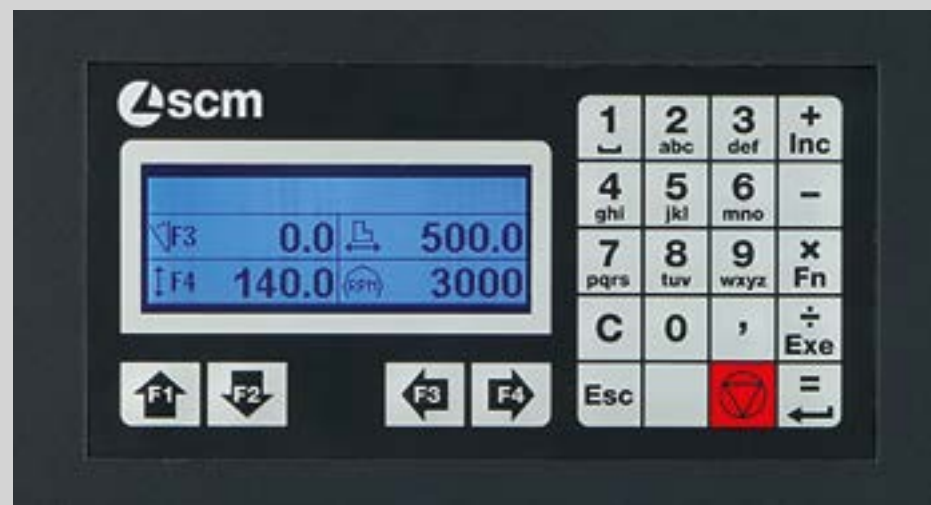 scm
F3 0.0 500.0
F4 140.0 RPM 3000
F1 F2 F3 F4
1 2 3 +
abc def Inc
4 5 6 −
ghi jkl mno
7 8 9 ×
pqrs tuv wxyz Fn
C 0 , ÷
Exe
Esc =